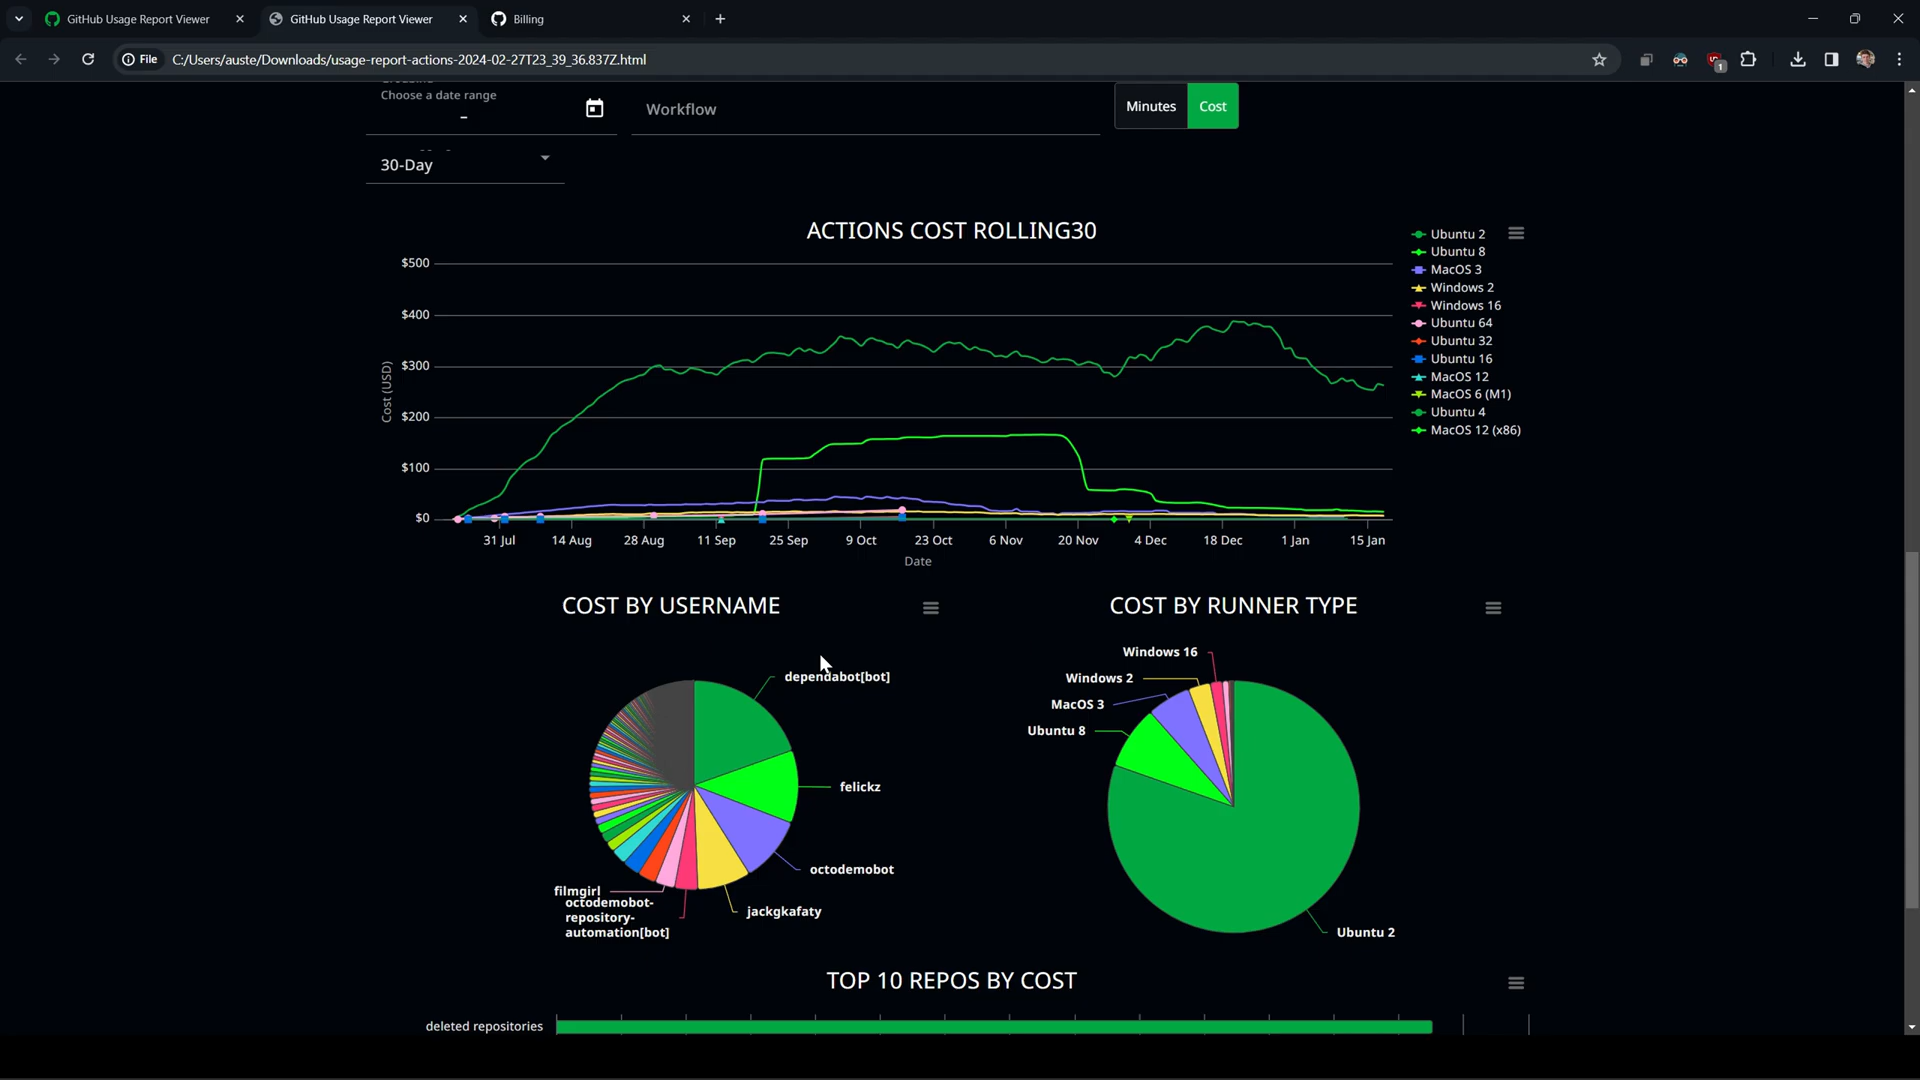 GitHub Usage Report Viewer
GitHub Usage Report Viewer
Billing
File
C:/Users/auste/Downloads/usage-report-actions-2024-02-27T23_39_36.837Z.html
1
Choose a date range
–
Workflow
Minutes
Cost
30-Day
ACTIONS COST ROLLING30
Ubuntu 2
Ubuntu 8
MacOS 3
Windows 2
Windows 16
Ubuntu 64
Ubuntu 32
Ubuntu 16
MacOS 12
MacOS 6 (M1)
Ubuntu 4
MacOS 12 (x86)
Cost (USD)
$500
$400
$300
$200
$100
$0
31 Jul
14 Aug
28 Aug
11 Sep
25 Sep
9 Oct
23 Oct
6 Nov
20 Nov
4 Dec
18 Dec
1 Jan
15 Jan
Date
COST BY USERNAME
dependabot[bot]
felickz
octodemobot
jackgkafaty
filmgirl
octodemobot-
repository-
automation[bot]
COST BY RUNNER TYPE
Windows 16
Windows 2
MacOS 3
Ubuntu 8
Ubuntu 2
TOP 10 REPOS BY COST
deleted repositories